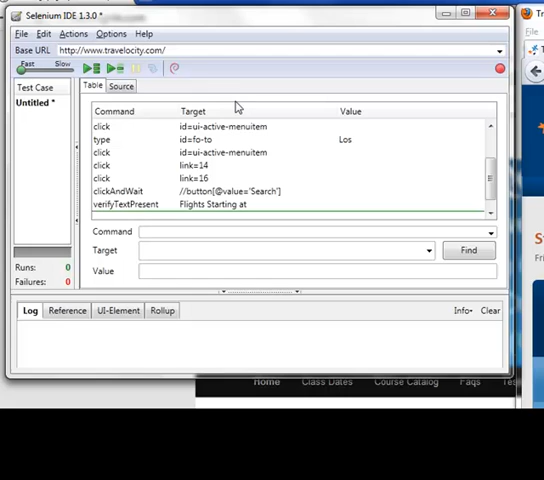 Selenium IDE 1.3.0 *
File Edit Actions Options Help
Base URL http://www.travelocity.com/
Fast Slow
Test Case
Untitled *
Table Source
Command Target Value
click id=ui-active-menuitem
type id=fo-to Los
click id=ui-active-menuitem
click link=14
click link=16
clickAndWait //button[@value='Search']
verifyTextPresent Flights Starting at
Command
Target Find
Value
Runs: 0
Failures: 0
Log Reference UI-Element Rollup Info Clear
Home Class Dates Course Catalog Faqs
File
Fri